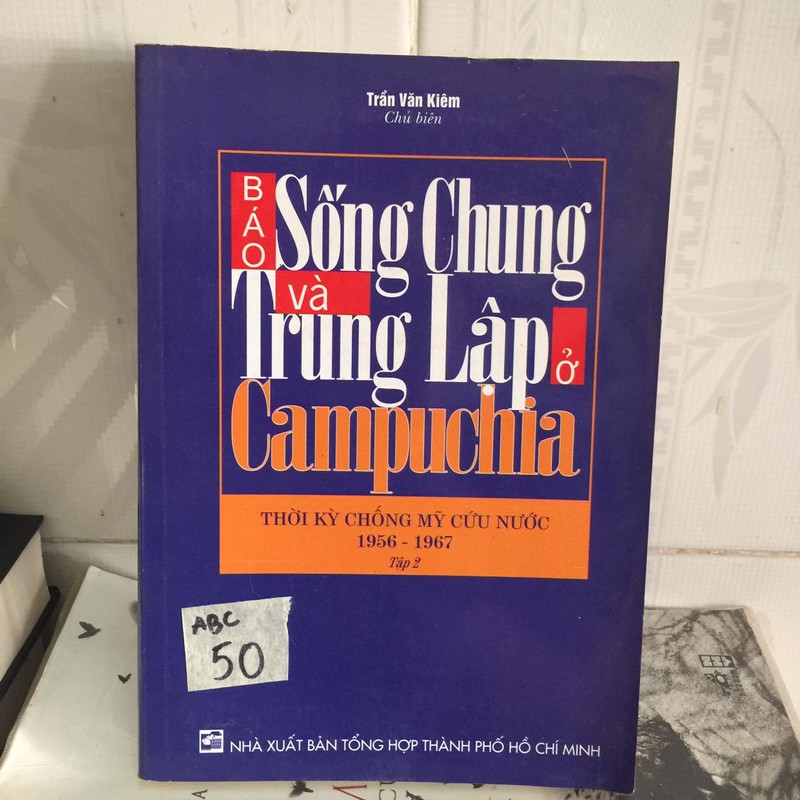 Trần Văn Kiêm
Chủ biên
BÁO
Sống Chung
và
Trung Lập ở
Campuchia
THỜI KỲ CHỐNG MỸ CỨU NƯỚC
1956 - 1967
Tập 2
ABC
50
NHÀ XUẤT BẢN TỔNG HỢP THÀNH PHỐ HỒ CHÍ MINH